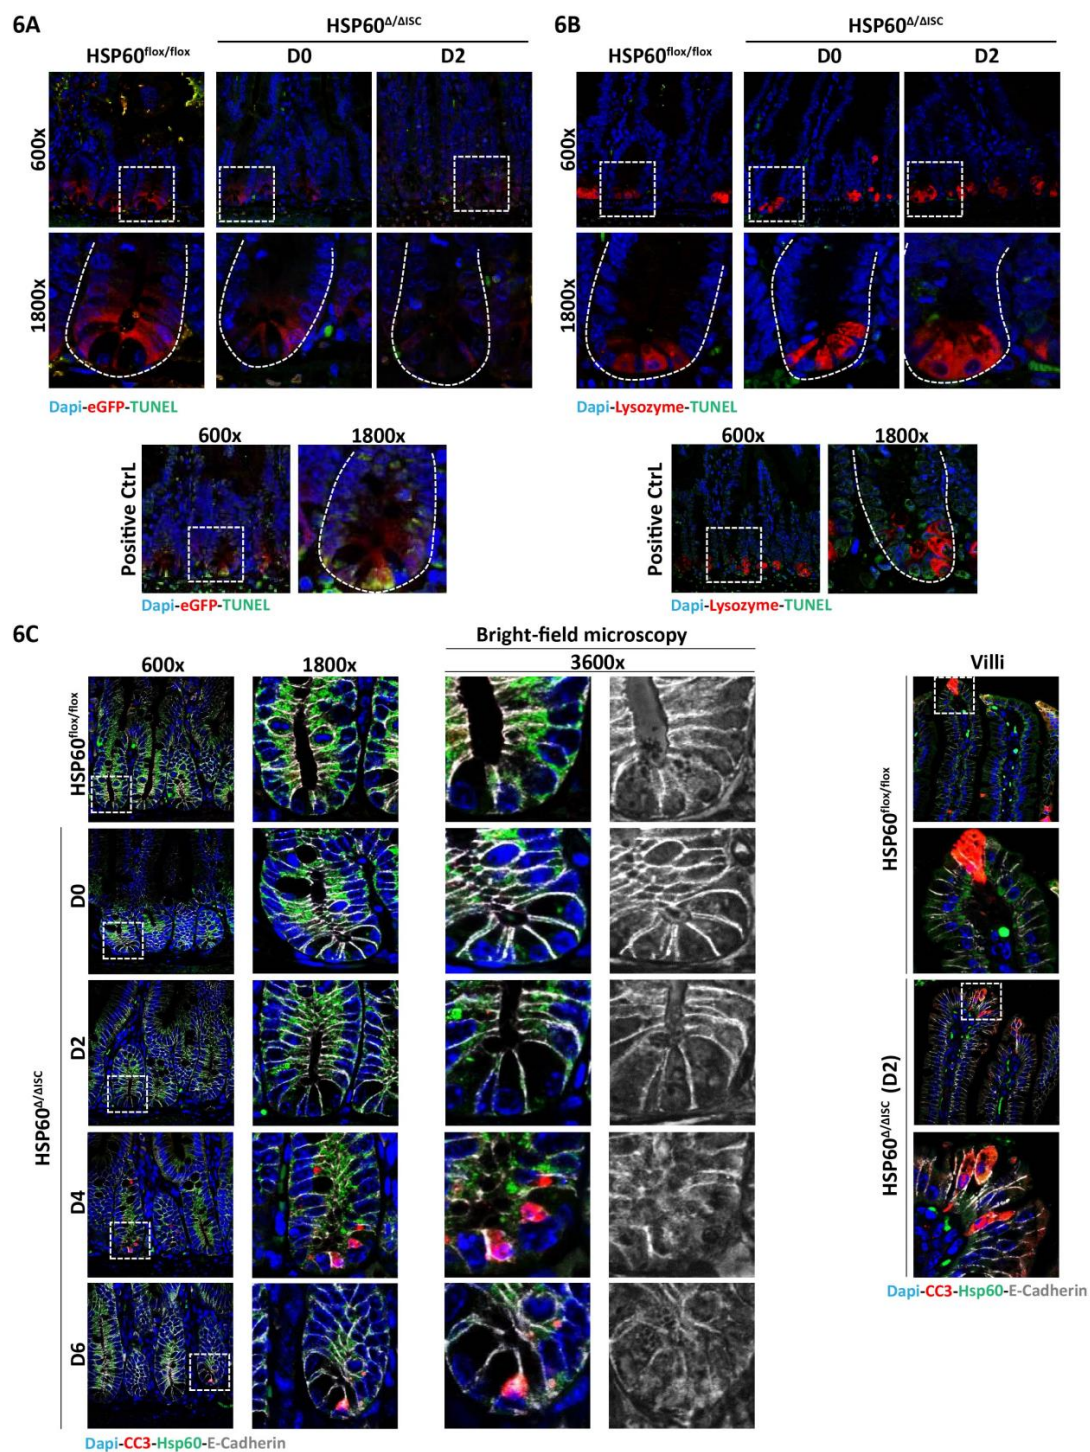 6A
HSP60Δ/ΔISC
HSP60flox/flox
D0
D2
600x
1800x
Dapi-eGFP-TUNEL
600x
1800x
Positive CtrL
Dapi-eGFP-TUNEL
6B
HSP60Δ/ΔISC
HSP60flox/flox
D0
D2
600x
1800x
Dapi-Lysozyme-TUNEL
600x
1800x
Positive CtrL
Dapi-Lysozyme-TUNEL
6C
Bright-field microscopy
600x
1800x
3600x
HSP60flox/flox
HSP60Δ/ΔISC
D0
D2
D4
D6
Dapi-CC3-Hsp60-E-Cadherin
Villi
HSP60flox/flox
HSP60Δ/ΔISC (D2)
Dapi-CC3-Hsp60-E-Cadherin